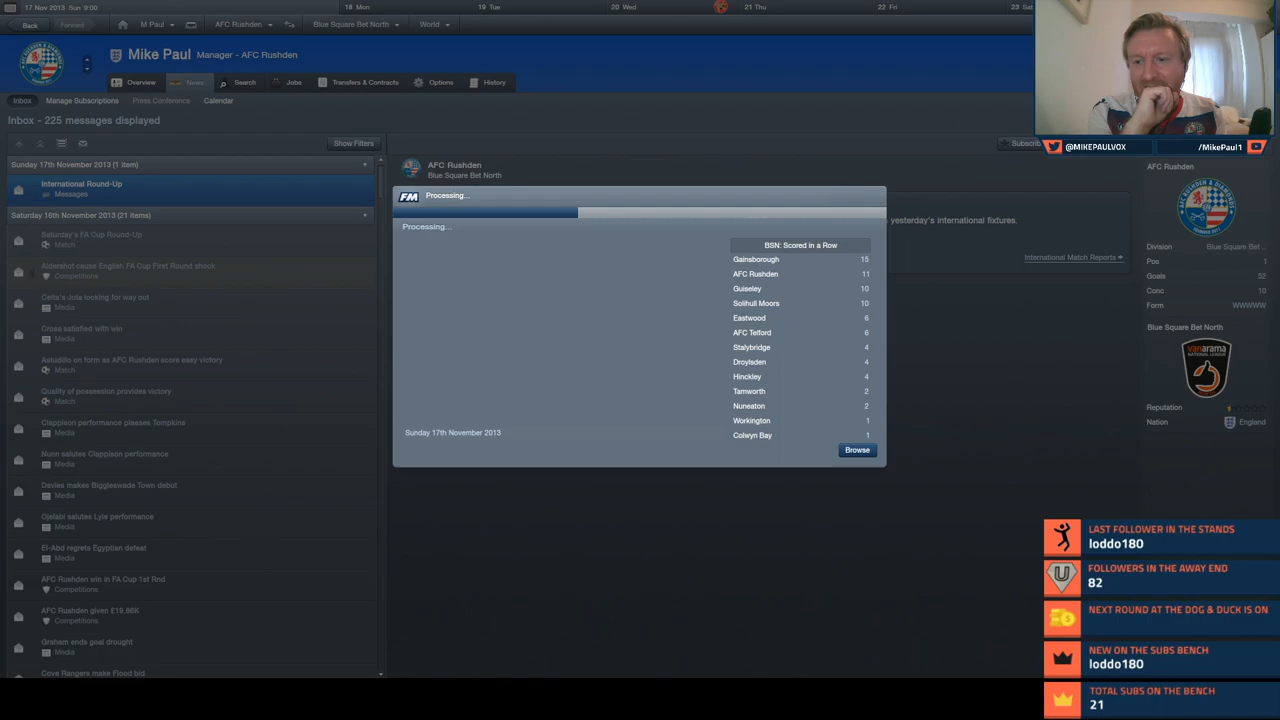 17 Nov 2013 Sun 9:00
18 Mon
19 Tue
20 Wed
21 Thu
22 Fri
23 Sat
Back
Forward
M Paul
AFC Rushden
Blue Square Bet North
World
Mike Paul
Manager - AFC Rushden
Overview
News
Search
Jobs
Transfers & Contracts
Options
History
Inbox
Manage Subscriptions
Press Conference
Calendar
Inbox - 225 messages displayed
Show Filters
Sunday 17th November 2013 (1 item)
International Round-Up
Messages
Saturday 16th November 2013 (21 items)
Saturday's FA Cup Round-Up
Match
Aldershot cause English FA Cup First Round shock
Competitions
Celta's Jota looking for way out
Media
Cross satisfied with win
Media
Astudillo on form as AFC Rushden score easy victory
Match
Quality of possession provides victory
Match
Clappison performance pleases Tompkins
Media
Nunn salutes Clappison performance
Media
Davies makes Biggleswade Town debut
Media
Ojelabi salutes Lyle performance
Media
El-Abd regrets Egyptian defeat
Media
AFC Rushden win in FA Cup 1st Rnd
Competitions
AFC Rushden given £19.66K
Competitions
Graham ends goal drought
Media
Cove Rangers make Flood bid
Media
AFC Rushden
Blue Square Bet North
Subscrib
yesterday's international fixtures.
International Match Reports
FM
Processing...
Processing...
BSN: Scored in a Row
Gainsborough 15
AFC Rushden 11
Guiseley 10
Solihull Moors 10
Eastwood 6
AFC Telford 6
Stalybridge 4
Droylsden 4
Hinckley 4
Tamworth 2
Nuneaton 2
Workington 1
Colwyn Bay 1
Sunday 17th November 2013
Browse
@MIKEPAULVOX
/MikePaul1
AFC Rushden
Division Blue Square Bet ..
Pos 1
Goals 52
Conc 10
Form WWWWW
Blue Square Bet North
vanarama
NATIONAL LEAGUE
Reputation
Nation England
LAST FOLLOWER IN THE STANDS
loddo180
FOLLOWERS IN THE AWAY END
82
NEXT ROUND AT THE DOG & DUCK IS ON
NEW ON THE SUBS BENCH
loddo180
TOTAL SUBS ON THE BENCH
21